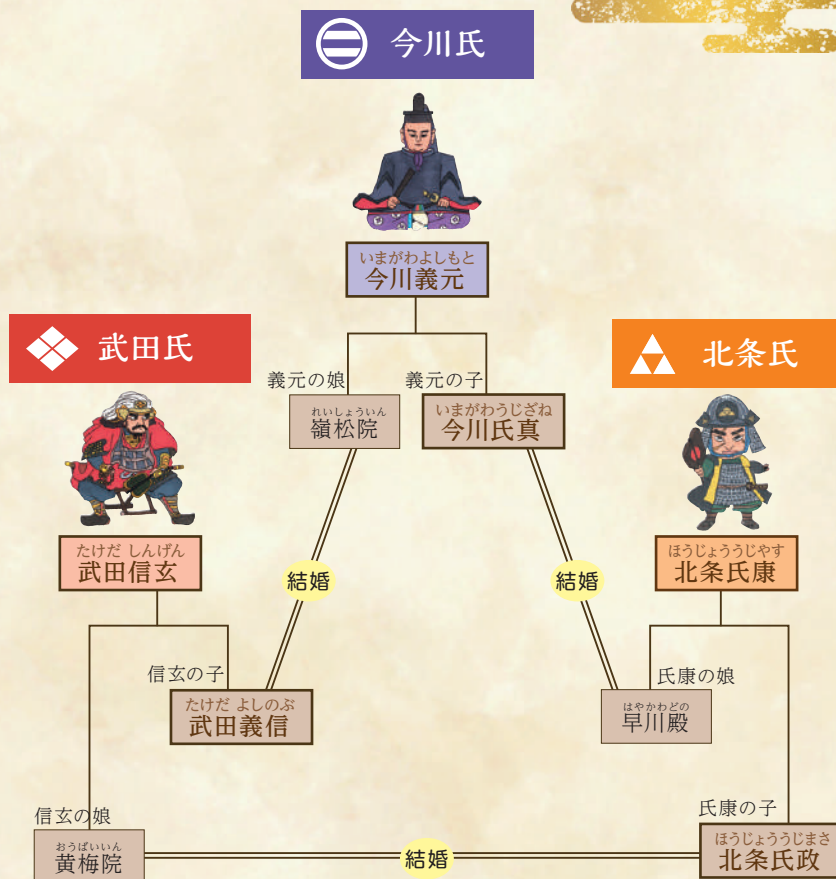 今川氏
いまがわよしもと
今川義元
武田氏
北条氏
義元の娘
れいしょういん
嶺松院
義元の子
いまがわうじざね
今川氏真
たけだ しんげん
武田信玄
結婚
結婚
ほうじょううじやす
北条氏康
信玄の子
たけだ よしのぶ
武田義信
氏康の娘
はやかわどの
早川殿
信玄の娘
おうばいいん
黄梅院
結婚
氏康の子
ほうじょううじまさ
北条氏政